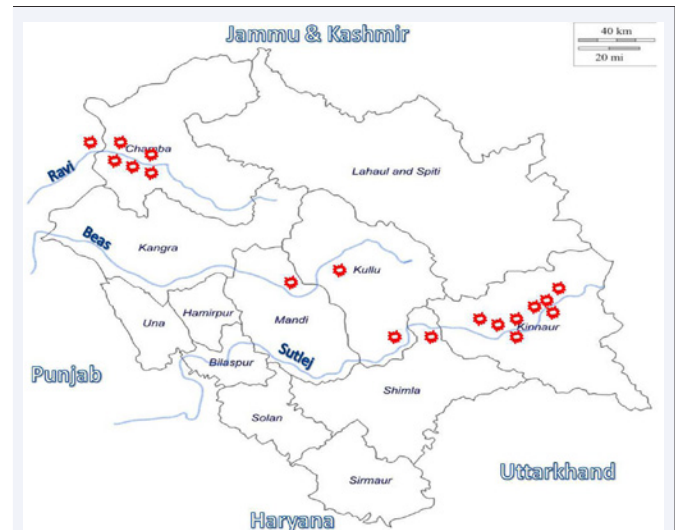 Jammu & Kashmir
40 km
20 mi
Chamba
Ravi
Lahaul and Spiti
Beas
Kangra
Kullu
Una
Hamirpur
Mandi
Kinnaur
Sutlej
Bilaspur
Punjab
Shimla
Solan
Uttarkhand
Sirmaur
Haryana